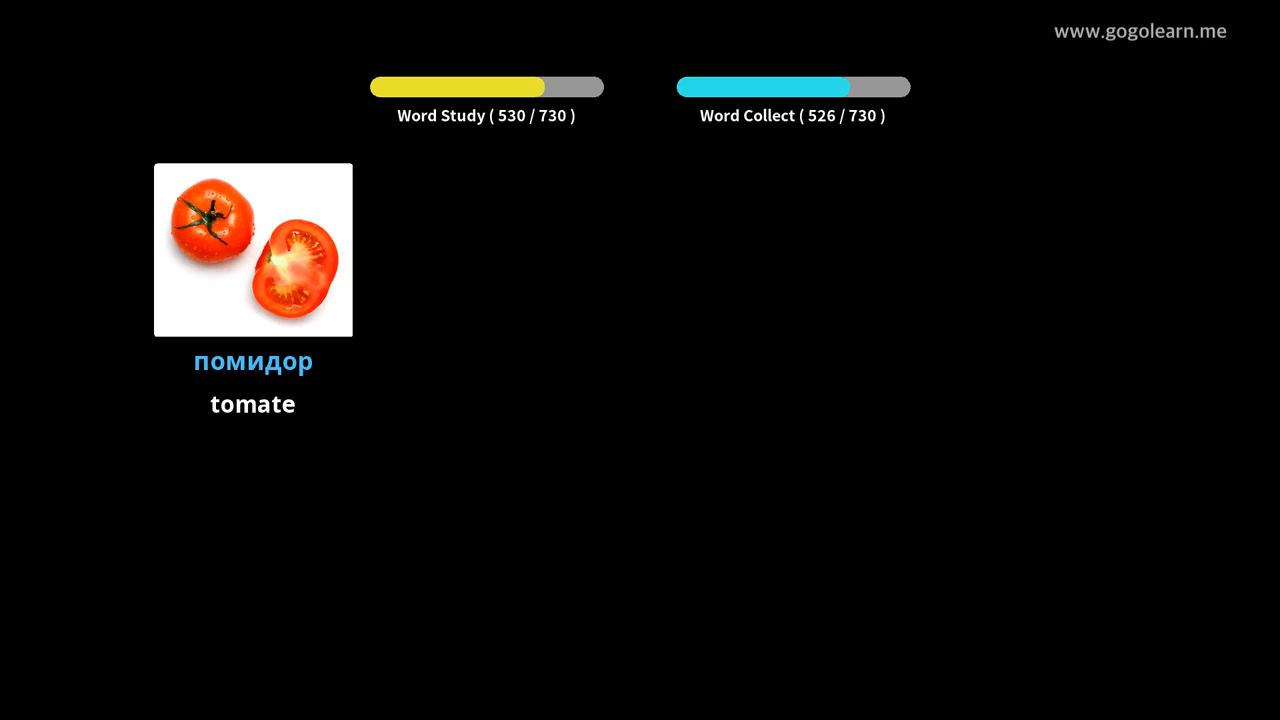 www.gogolearn.me
Word Study ( 530 / 730 )
Word Collect ( 526 / 730 )
помидор
tomate